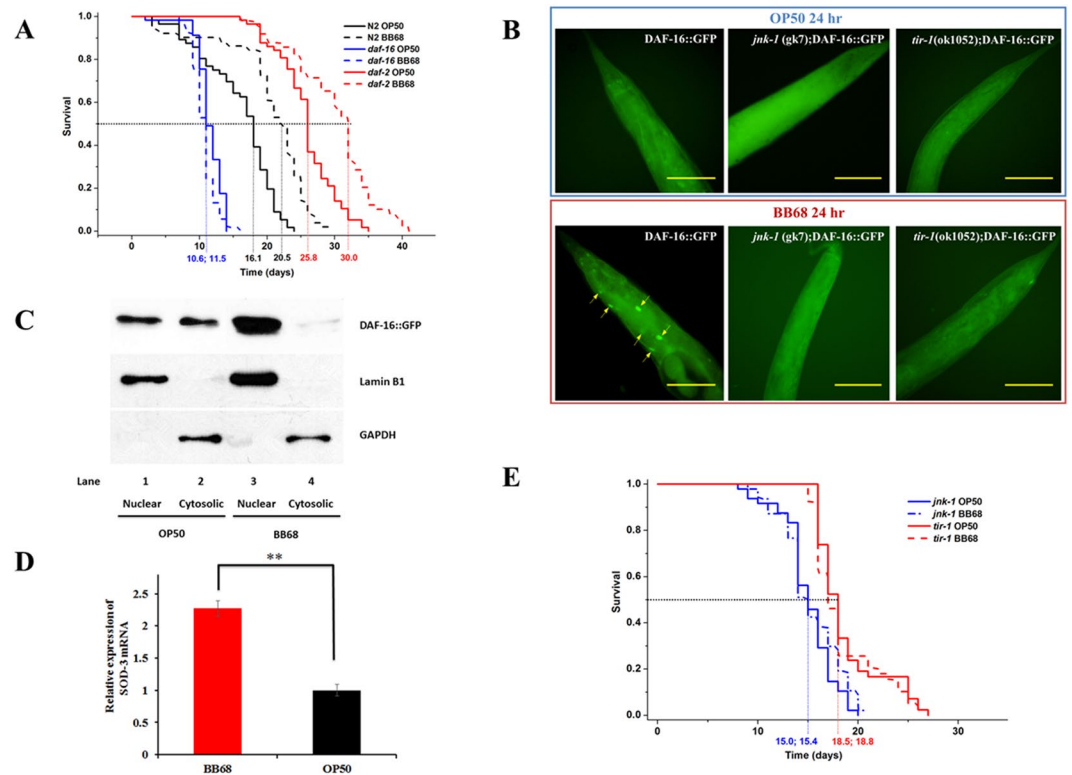 A
1.0
0.8
0.6
0.4
0.2
0.0
Survival
N2 OP50
N2 BB68
daf-16 OP50
daf-16 BB68
daf-2 OP50
daf-2 BB68
0 10 20 30 40
10.6; 11.5 16.1 20.5 25.8 30.0
Time (days)
B
OP50 24 hr
DAF-16::GFP jnk-1 (gk7);DAF-16::GFP tir-1(ok1052);DAF-16::GFP
BB68 24 hr
DAF-16::GFP jnk-1 (gk7);DAF-16::GFP tir-1(ok1052);DAF-16::GFP
C
DAF-16::GFP
Lamin B1
GAPDH
Lane 1 2 3 4
Nuclear Cytosolic Nuclear Cytosolic
OP50 BB68
D
**
Relative expression of
SOD-3 mRNA
2.5
2
1.5
1
0.5
0
BB68 OP50
E
1.0
0.8
0.6
0.4
0.2
0.0
Survival
jnk-1 OP50
jnk-1 BB68
tir-1 OP50
tir-1 BB68
0 10 20 30
15.0; 15.4 18.5; 18.8
Time (days)